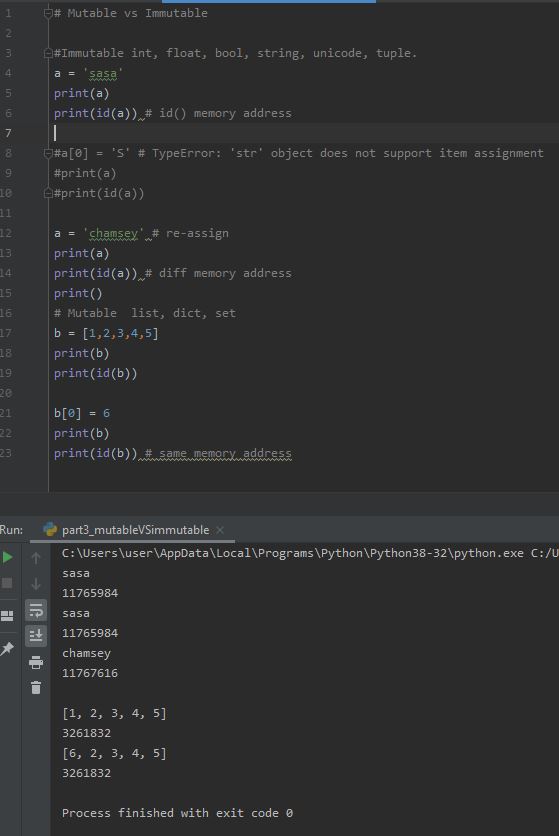 1 # Mutable vs Immutable
2
3 #Immutable int, float, bool, string, unicode, tuple.
4 a = 'sasa'
5 print(a)
6 print(id(a)) # id() memory address
7
8 #a[0] = 'S' # TypeError: 'str' object does not support item assignment
9 #print(a)
10 #print(id(a))
11
12 a = 'chamsey' # re-assign
13 print(a)
14 print(id(a)) # diff memory address
15 print()
16 # Mutable  list, dict, set
17 b = [1,2,3,4,5]
18 print(b)
19 print(id(b))
20
21 b[0] = 6
22 print(b)
23 print(id(b)) # same memory address
Run: part3_mutableVSimmutable ×
C:\Users\user\AppData\Local\Programs\Python\Python38-32\python.exe C:/U
sasa
11765984
sasa
11765984
chamsey
11767616
[1, 2, 3, 4, 5]
3261832
[6, 2, 3, 4, 5]
3261832
Process finished with exit code 0